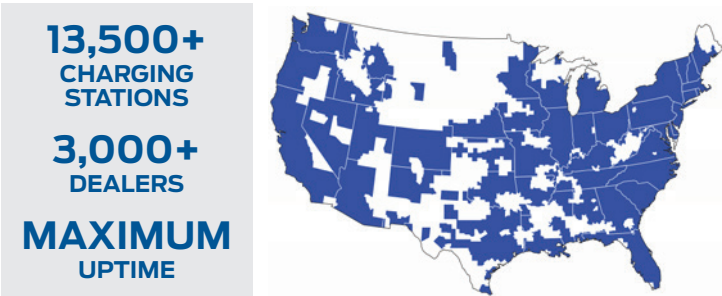 13,500+
CHARGING
STATIONS
3,000+
DEALERS
MAXIMUM
UPTIME